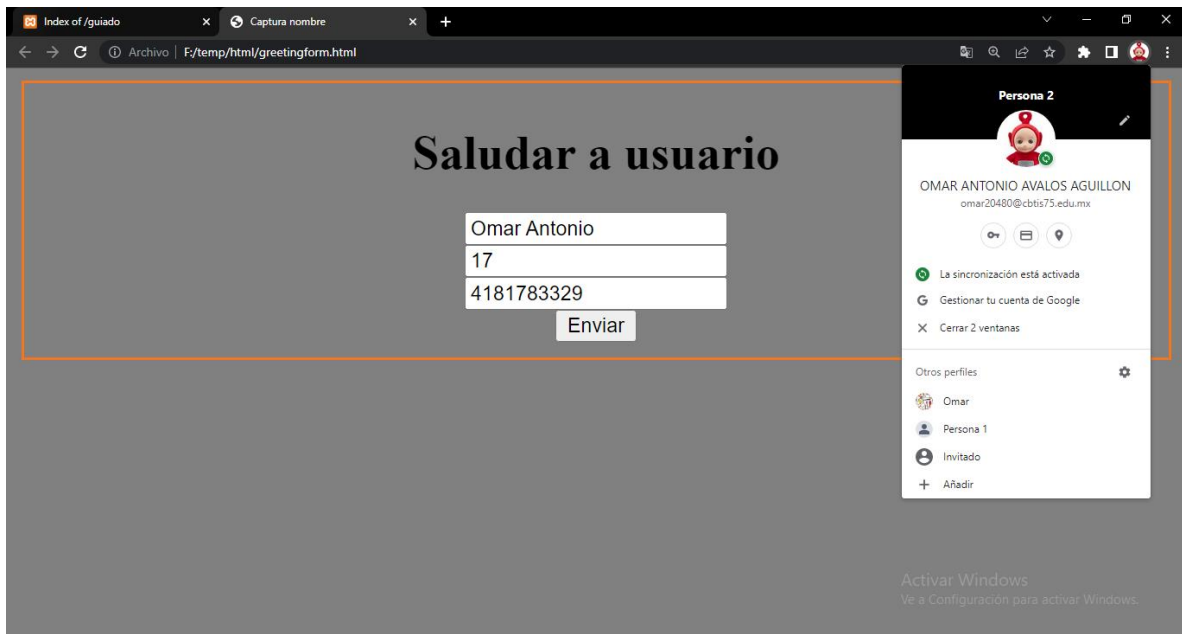 Index of /guiado
Captura nombre
Archivo | F:/temp/html/greetingform.html
Saludar a usuario
Omar Antonio
17
4181783329
Enviar
Persona 2
OMAR ANTONIO AVALOS AGUILLON
omar20480@cbtis75.edu.mx
La sincronización está activada
Gestionar tu cuenta de Google
Cerrar 2 ventanas
Otros perfiles
Omar
Persona 1
Invitado
Añadir
Activar Windows
Ve a Configuración para activar Windows.